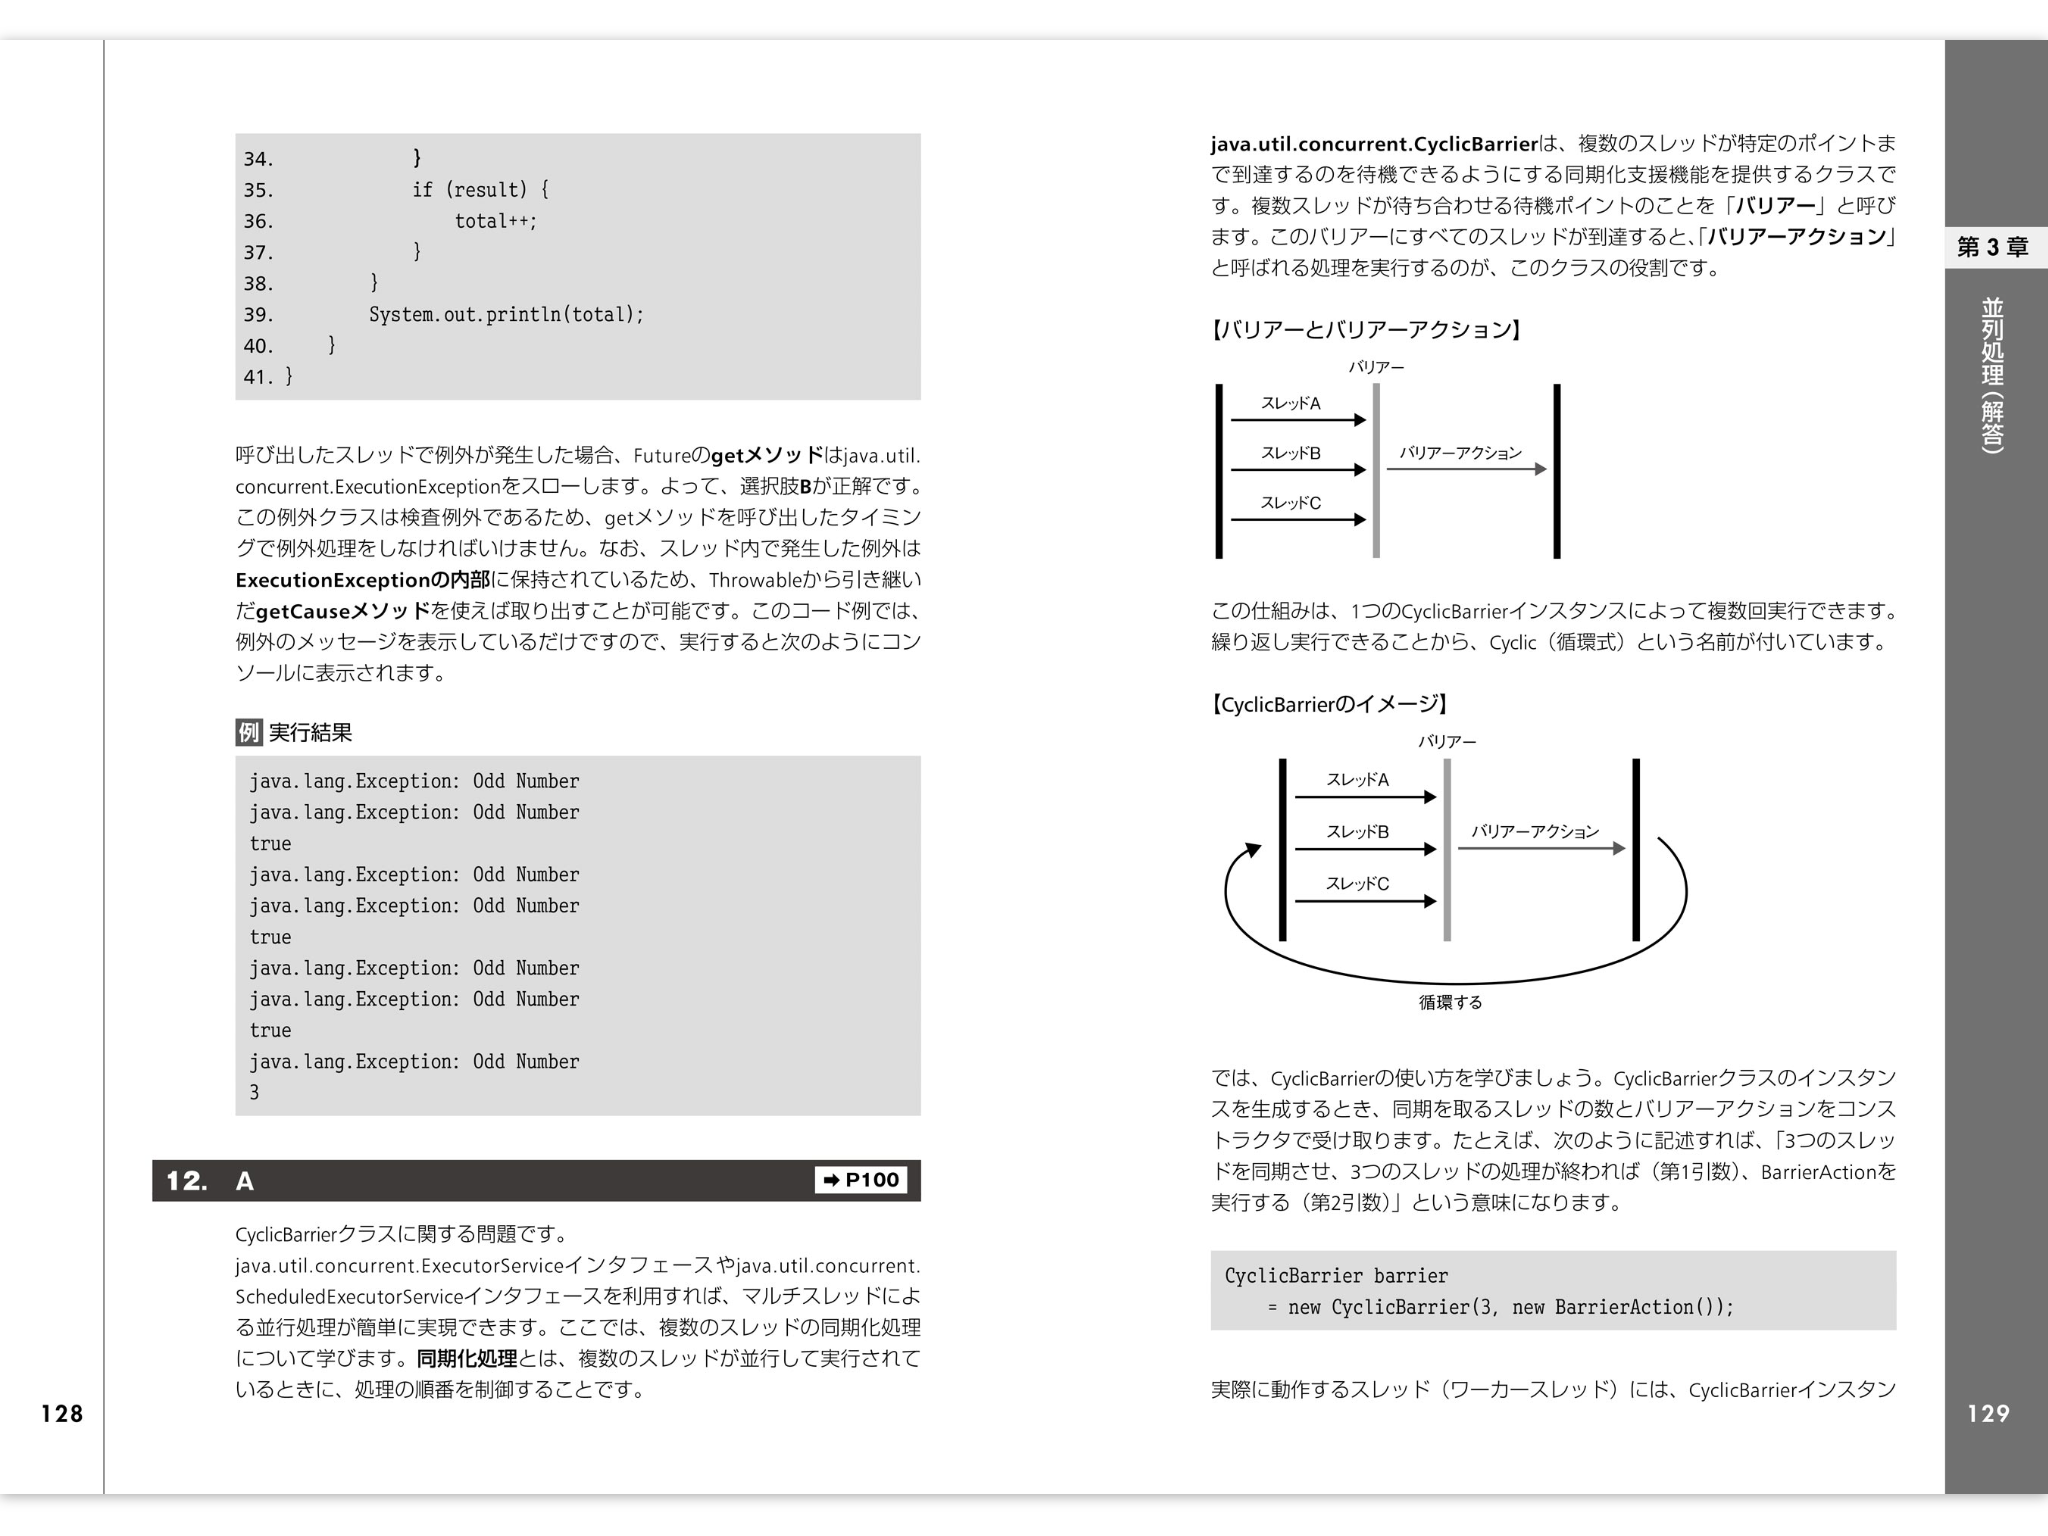 34. }
35. if (result) {
36. total++;
37. }
38. }
39. System.out.println(total);
40. }
41. }
呼び出したスレッドで例外が発生した場合、Futureのgetメソッドはjava.util.
concurrent.ExecutionExceptionをスローします。よって、選択肢Bが正解です。
この例外クラスは検査例外であるため、getメソッドを呼び出したタイミン
グで例外処理をしなければいけません。なお、スレッド内で発生した例外は
ExecutionExceptionの内部に保持されているため、Throwableから引き継い
だgetCauseメソッドを使えば取り出すことが可能です。このコード例では、
例外のメッセージを表示しているだけですので、実行すると次のようにコン
ソールに表示されます。
例 実行結果
java.lang.Exception: Odd Number
java.lang.Exception: Odd Number
true
java.lang.Exception: Odd Number
java.lang.Exception: Odd Number
true
java.lang.Exception: Odd Number
java.lang.Exception: Odd Number
true
java.lang.Exception: Odd Number
3
12. A ➡ P100
CyclicBarrierクラスに関する問題です。
java.util.concurrent.ExecutorServiceインタフェースやjava.util.concurrent.
ScheduledExecutorServiceインタフェースを利用すれば、マルチスレッドによ
る並行処理が簡単に実現できます。ここでは、複数のスレッドの同期化処理
について学びます。同期化処理とは、複数のスレッドが並行して実行されて
いるときに、処理の順番を制御することです。
128
java.util.concurrent.CyclicBarrierは、複数のスレッドが特定のポイントま
で到達するのを待機できるようにする同期化支援機能を提供するクラスで
す。複数スレッドが待ち合わせる待機ポイントのことを「バリアー」と呼び
ます。このバリアーにすべてのスレッドが到達すると、「バリアーアクション」
と呼ばれる処理を実行するのが、このクラスの役割です。
【バリアーとバリアーアクション】
バリアー
スレッドA
スレッドB
バリアーアクション
スレッドC
この仕組みは、1つのCyclicBarrierインスタンスによって複数回実行できます。
繰り返し実行できることから、Cyclic（循環式）という名前が付いています。
【CyclicBarrierのイメージ】
バリアー
スレッドA
スレッドB
バリアーアクション
スレッドC
循環する
では、CyclicBarrierの使い方を学びましょう。CyclicBarrierクラスのインスタン
スを生成するとき、同期を取るスレッドの数とバリアーアクションをコンス
トラクタで受け取ります。たとえば、次のように記述すれば、「3つのスレッ
ドを同期させ、3つのスレッドの処理が終われば（第1引数）、BarrierActionを
実行する（第2引数）」という意味になります。
CyclicBarrier barrier
= new CyclicBarrier(3, new BarrierAction());
実際に動作するスレッド（ワーカースレッド）には、CyclicBarrierインスタン
第3章
並列処理（解答）
129